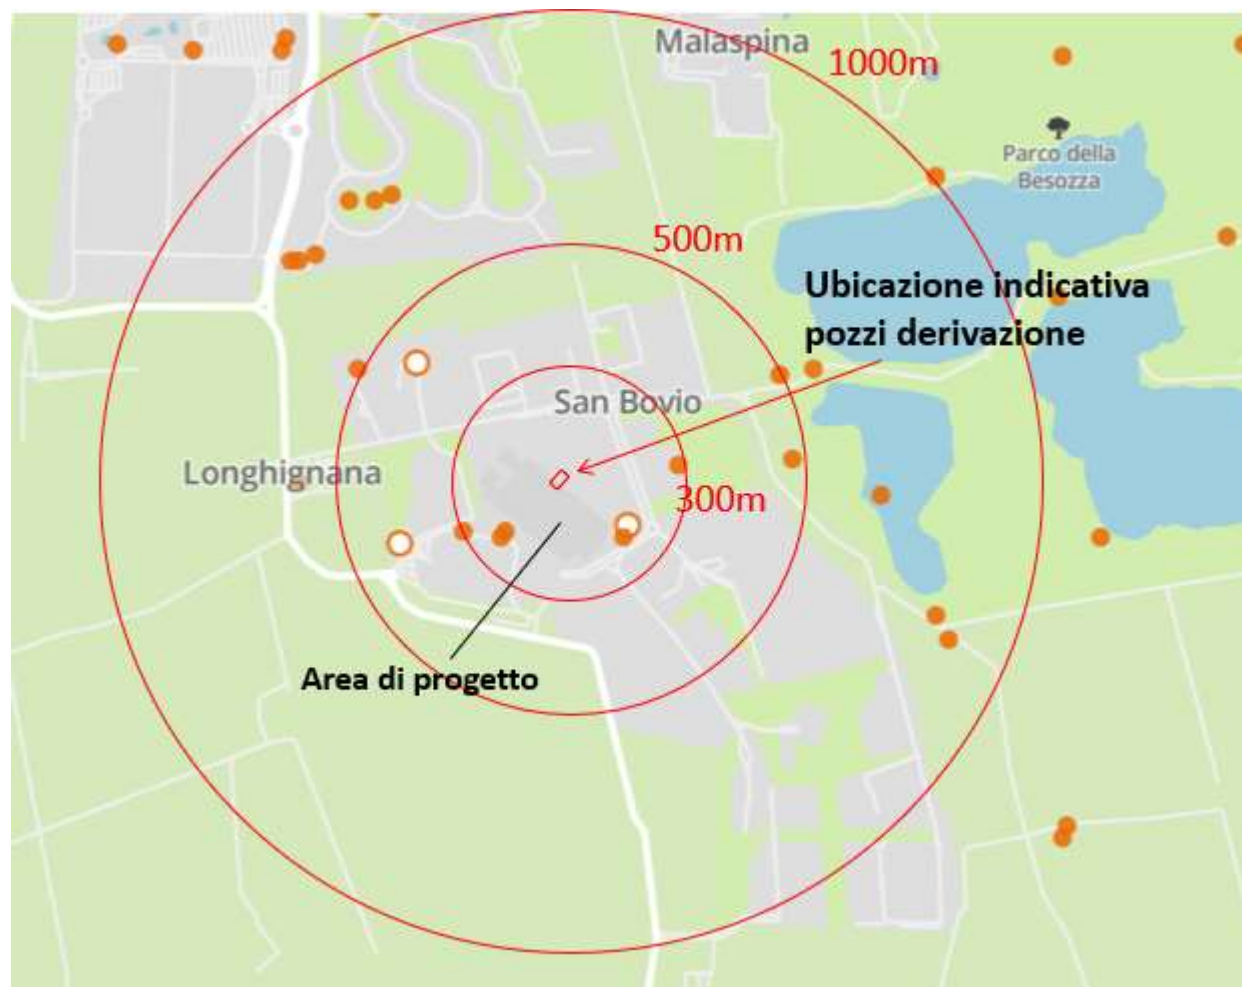 Malaspina
1000m
Parco della
Besozza
500m
Ubicazione indicativa
pozzi derivazione
San Bovio
Longhignana
300m
Area di progetto